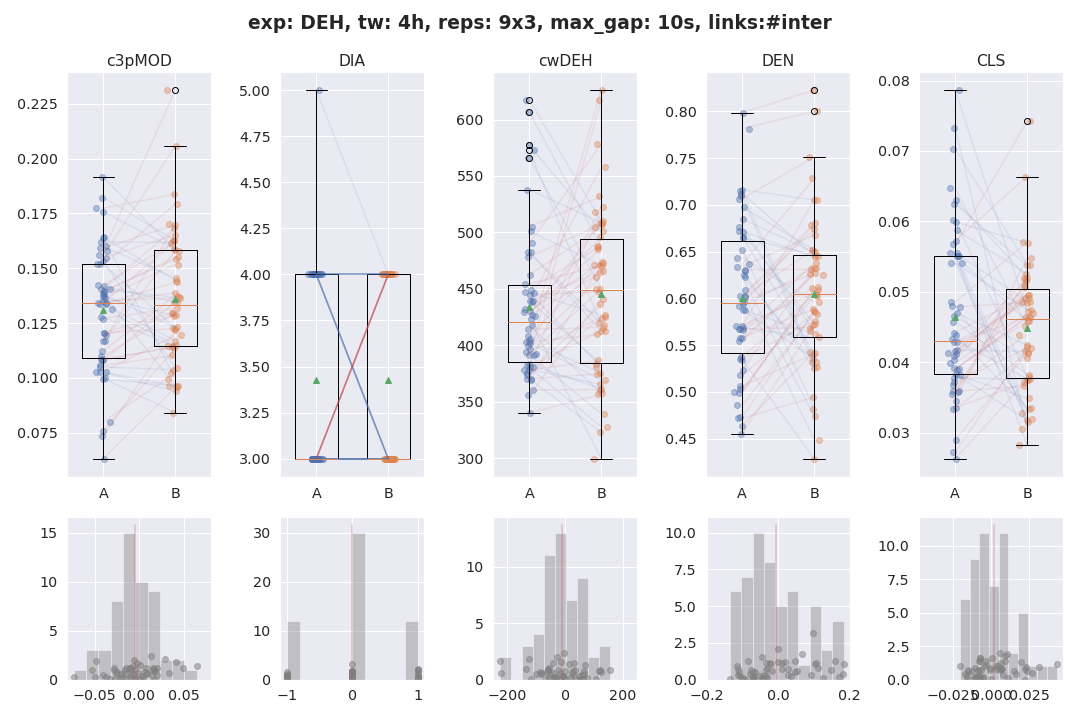 exp: DEH, tw: 4h, reps: 9x3, max_gap: 10s, links:#inter
c3pMOD DIA cwDEH DEN CLS
0.225 0.200 0.175 0.150 0.125 0.100 0.075
5.00 4.75 4.50 4.25 4.00 3.75 3.50 3.25 3.00
600 550 500 450 400 350 300
0.80 0.75 0.70 0.65 0.60 0.55 0.50 0.45
0.08 0.07 0.06 0.05 0.04 0.03
A B A B A B A B A B
15 10 5 0
30 20 10 0
10 5 0
10.0 7.5 5.0 2.5 0.0
10.0 7.5 5.0 2.5 0.0
−0.05 0.00 0.05 −1 0 1 −200 0 200 −0.2 0.0 0.2 −0.025 0.000 0.025